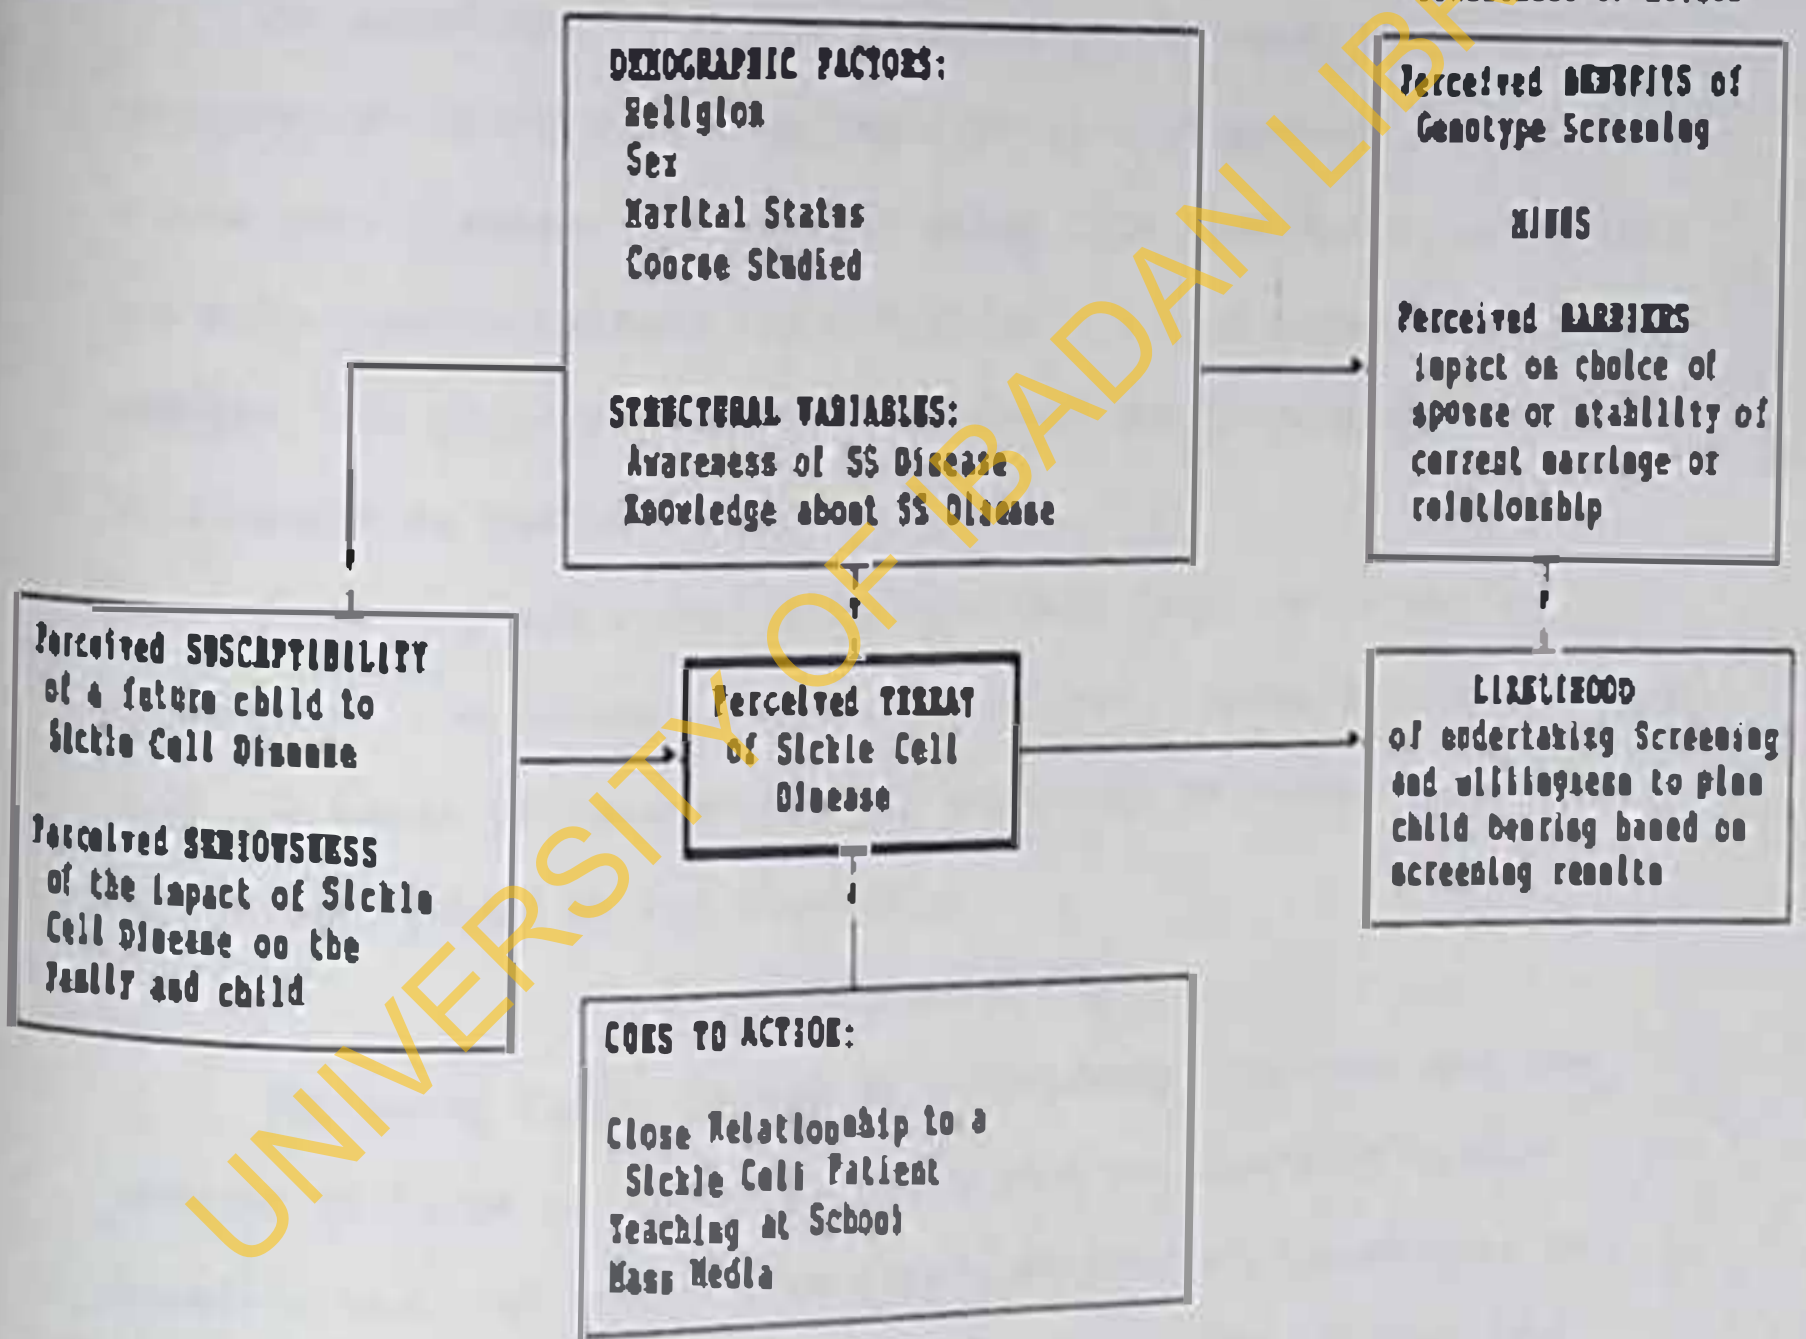 DEMOGRAPHIC FACTORS:
Religion
Sex
Marital Status
Course Studied
STRUCTURAL VARIABLES:
Awareness of SS Disease
Knowledge about SS Disease
Perceived BENEFITS of
Genotype Screening
MINUS
Perceived BARRIERS
impact on choice of
spouse or stability of
current marriage or
relationship
Perceived SUSCAPTIBILITY
of a future child to
Sickle Cell Disease
Perceived SERIOUSNESS
of the impact of Sickle
Cell Disease on the
Family and child
Perceived THREAT
of Sickle Cell
Disease
LIKELIHOOD
of undertaking Screening
and willingness to plan
child bearing based on
screening results
CUES TO ACTION:
Close Relationship to a
Sickle Cell Patient
Teaching at School
Mass Media
UNIVERSITY OF IBADAN LIBR